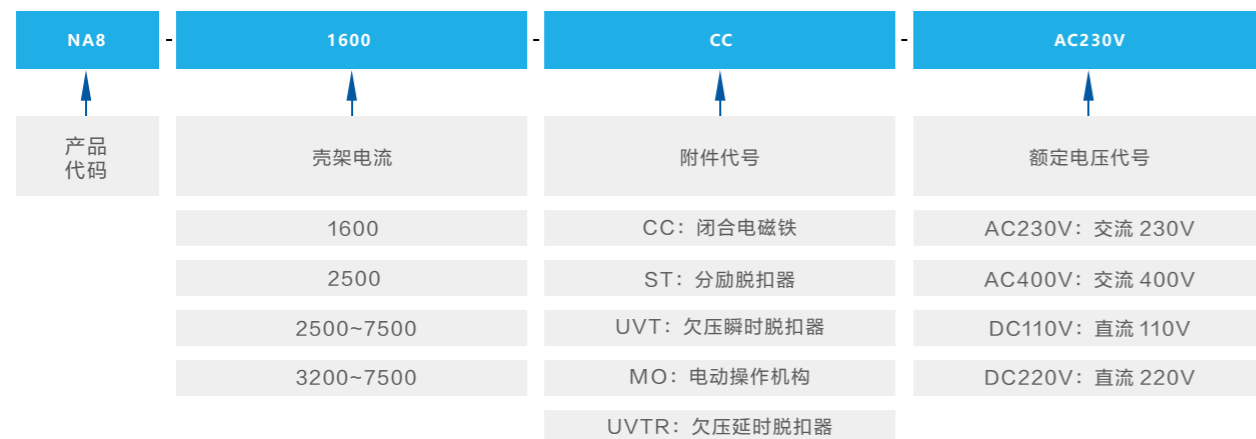 NA8 - 1600 - CC - AC230V
产品
代码
壳架电流
附件代号
额定电压代号
1600
CC：闭合电磁铁
AC230V：交流 230V
2500
ST：分励脱扣器
AC400V：交流 400V
2500~7500
UVT：欠压瞬时脱扣器
DC110V：直流 110V
3200~7500
MO：电动操作机构
DC220V：直流 220V
UVTR：欠压延时脱扣器